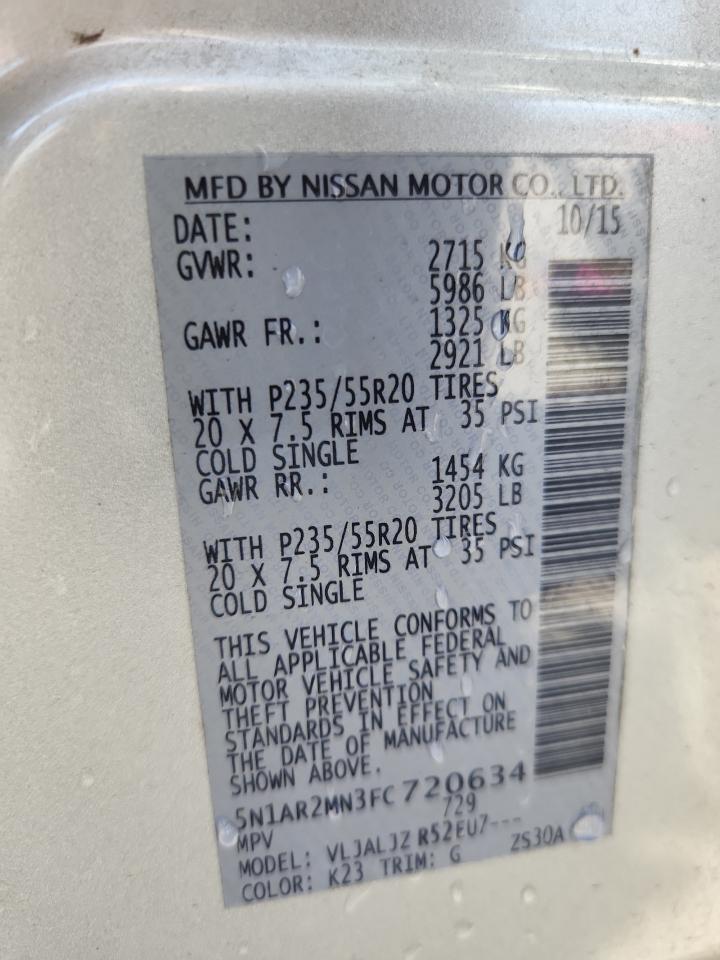 MFD BY NISSAN MOTOR CO., LTD.
DATE: 10/15
GVWR: 2715 KG
5986 LB
GAWR FR.: 1325 KG
2921 LB
WITH P235/55R20 TIRES
20 X 7.5 RIMS AT 35 PSI
COLD SINGLE
GAWR RR.: 1454 KG
3205 LB
WITH P235/55R20 TIRES
20 X 7.5 RIMS AT 35 PSI
COLD SINGLE
THIS VEHICLE CONFORMS TO
ALL APPLICABLE FEDERAL
MOTOR VEHICLE SAFETY AND
THEFT PREVENTION
STANDARDS IN EFFECT ON
THE DATE OF MANUFACTURE
SHOWN ABOVE.
5N1AR2MN3FC720634
MPV 729
MODEL: VLJALJZ R52EU7---
COLOR: K23 TRIM: G ZS30A